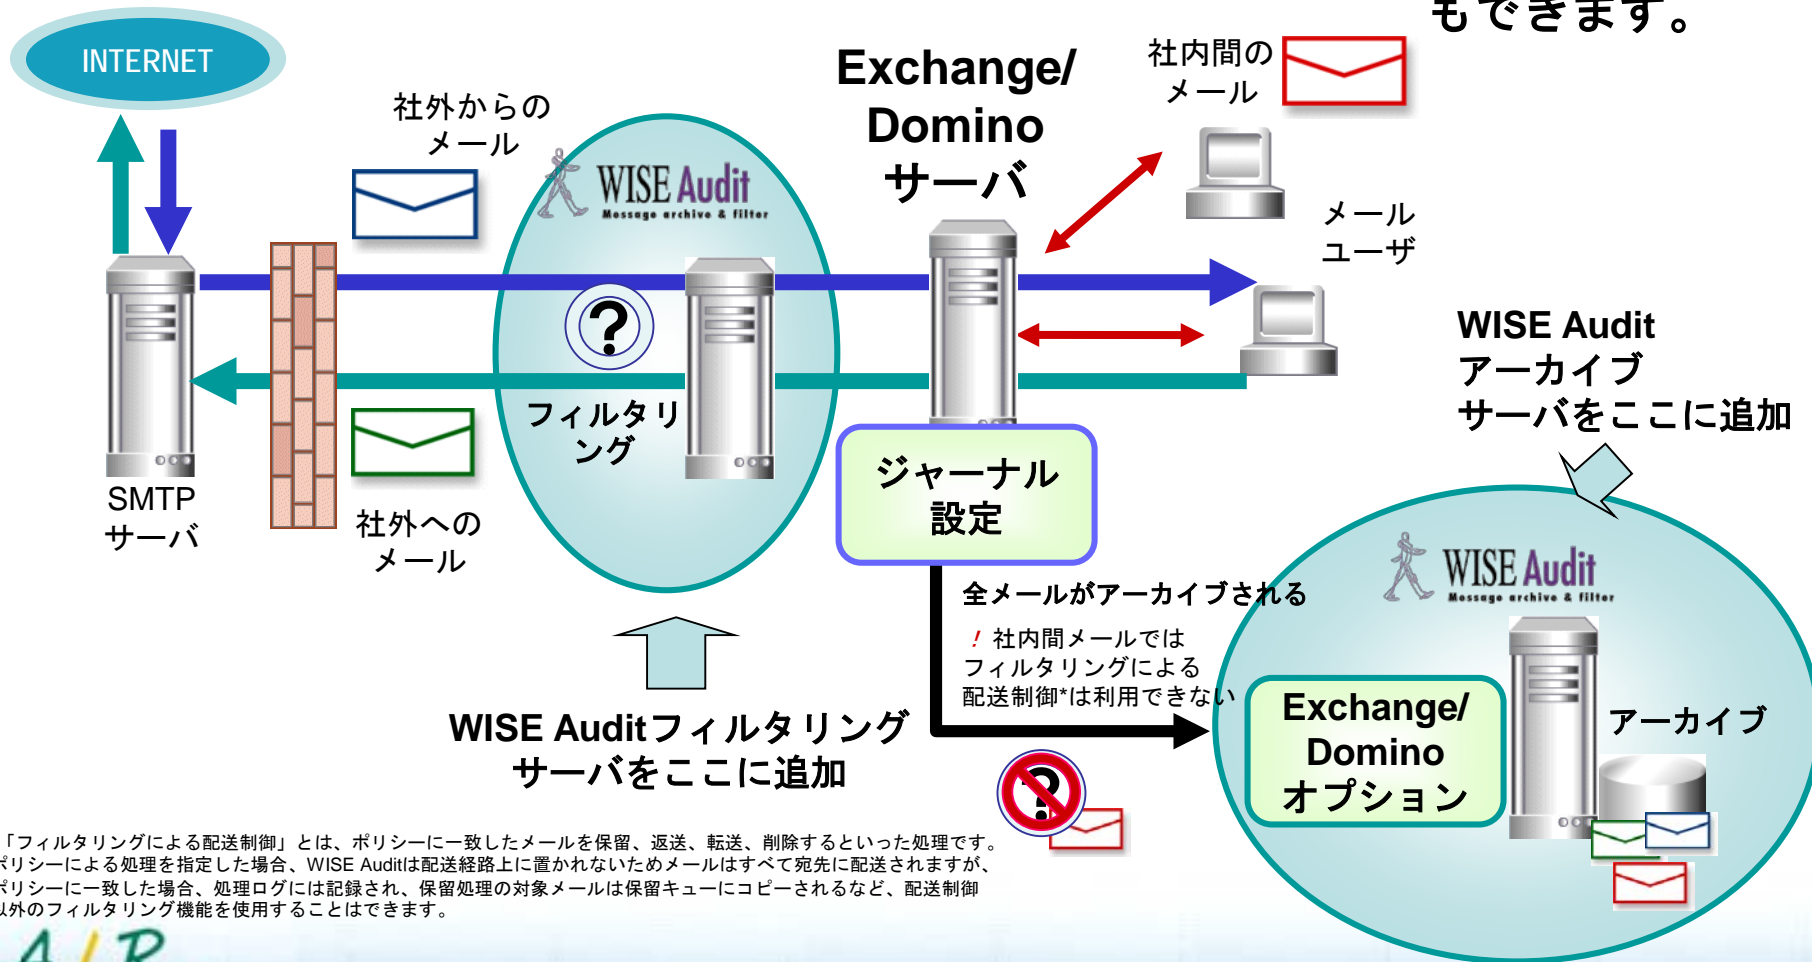 もできます。
INTERNET
社外からの
メール
WISE Audit
Message archive & filter
Exchange/
Domino
サーバ
社内間の
メール
メール
ユーザ
?
フィルタリ
ング
SMTP
サーバ
社外への
メール
ジャーナル
設定
WISE Audit
アーカイブ
サーバをここに追加
全メールがアーカイブされる
! 社内間メールでは
フィルタリングによる
配送制御*は利用できない
WISE Auditフィルタリング
サーバをここに追加
?
WISE Audit
Message archive & filter
Exchange/
Domino
オプション
アーカイブ
「フィルタリングによる配送制御」とは、ポリシーに一致したメールを保留、返送、転送、削除するといった処理です。
ポリシーによる処理を指定した場合、WISE Auditは配送経路上に置かれないためメールはすべて宛先に配送されますが、
ポリシーに一致した場合、処理ログには記録され、保留処理の対象メールは保留キューにコピーされるなど、配送制御
以外のフィルタリング機能を使用することはできます。